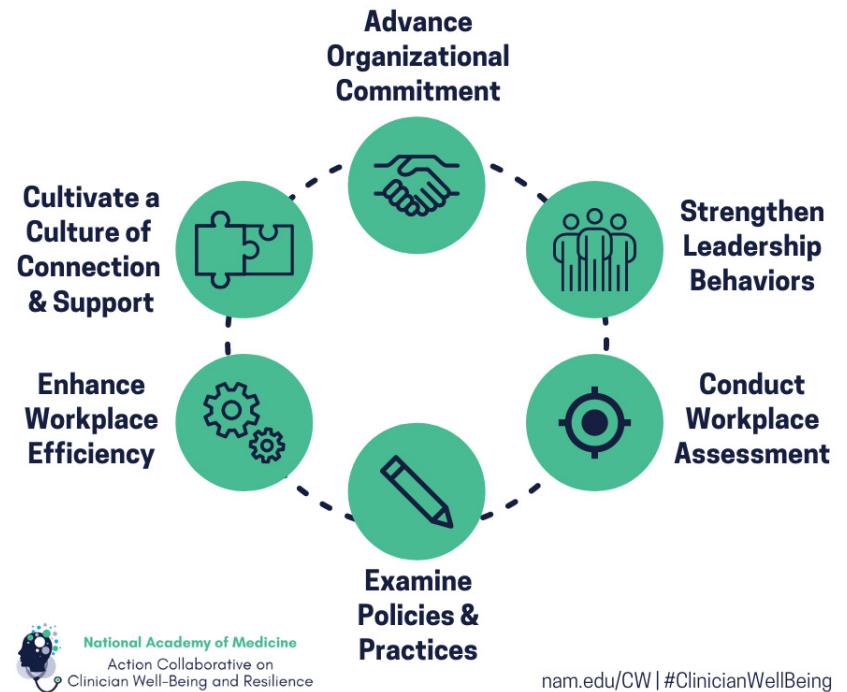 Advance
Organizational
Commitment
Strengthen
Leadership
Behaviors
Conduct
Workplace
Assessment
Examine
Policies &
Practices
Enhance
Workplace
Efficiency
Cultivate a
Culture of
Connection
& Support
National Academy of Medicine
Action Collaborative on
Clinician Well-Being and Resilience
nam.edu/CW | #ClinicianWellBeing